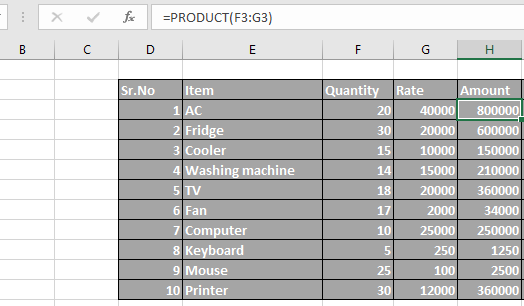 fx =PRODUCT(F3:G3)
B C D E F G H
Sr.No Item Quantity Rate Amount
1 AC 20 40000 800000
2 Fridge 30 20000 600000
3 Cooler 15 10000 150000
4 Washing machine 14 15000 210000
5 TV 18 20000 360000
6 Fan 17 2000 34000
7 Computer 10 25000 250000
8 Keyboard 5 250 1250
9 Mouse 25 100 2500
10 Printer 30 12000 360000